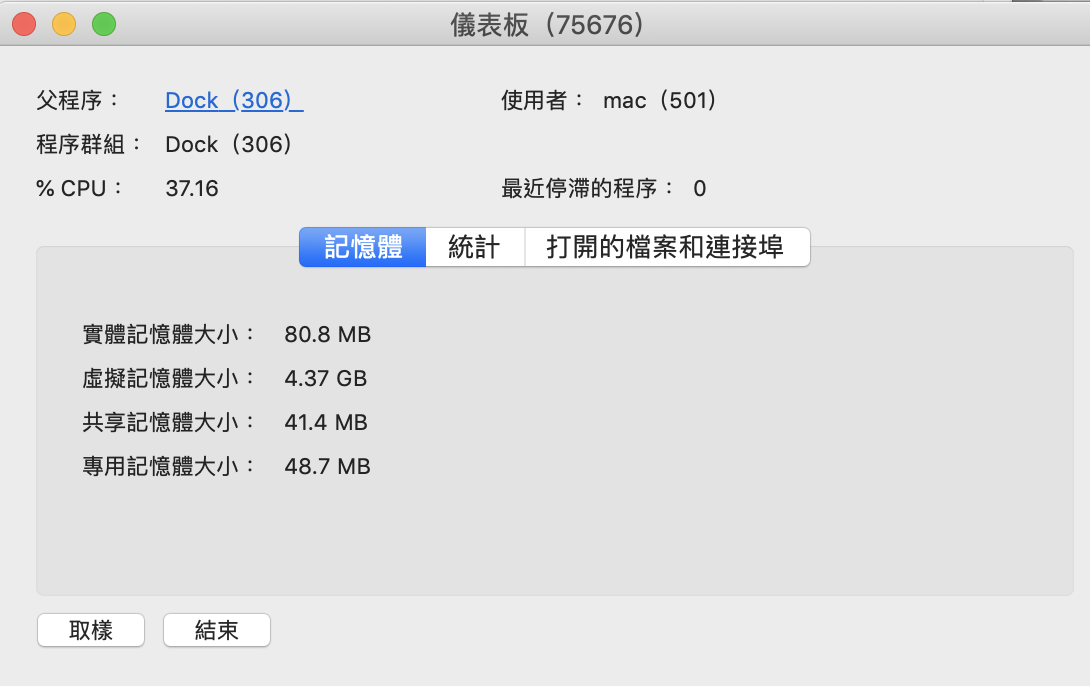 儀表板（75676）
父程序： Dock（306） 使用者： mac（501）
程序群組： Dock（306）
% CPU： 37.16 最近停滯的程序： 0
記憶體 統計 打開的檔案和連接埠
實體記憶體大小： 80.8 MB
虛擬記憶體大小： 4.37 GB
共享記憶體大小： 41.4 MB
專用記憶體大小： 48.7 MB
取樣 結束